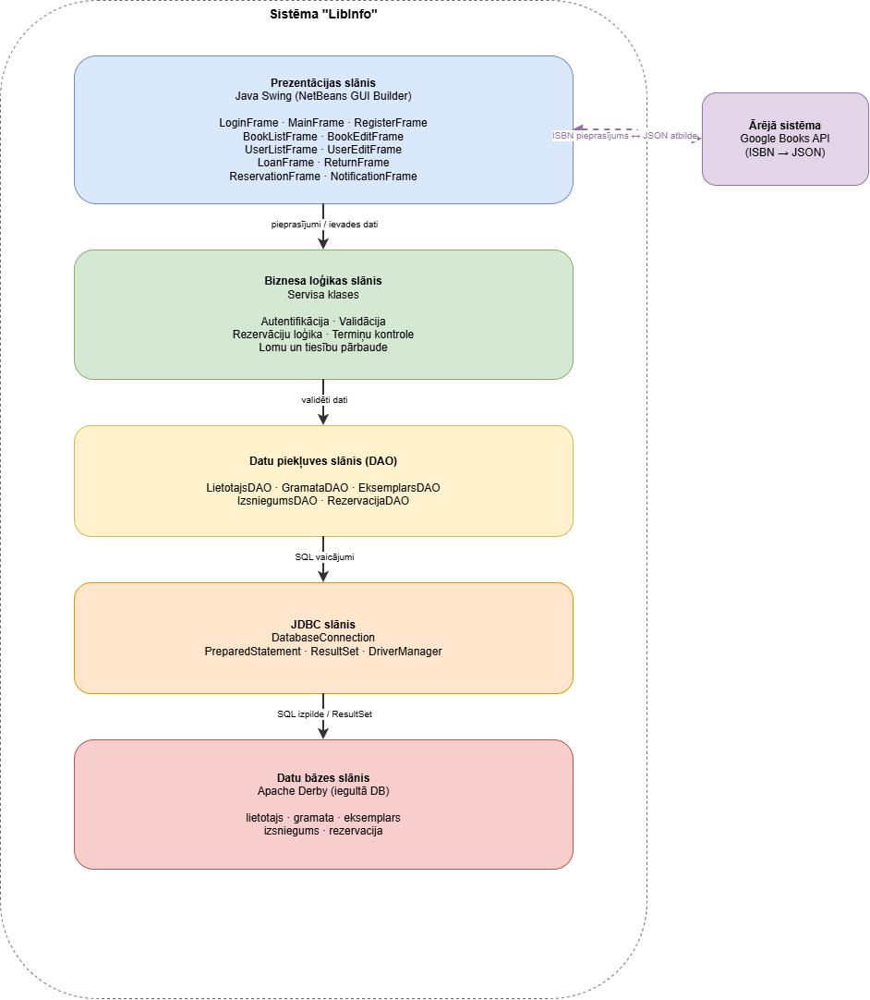 Sistēma "LibInfo"
Prezentācijas slānis
Java Swing (NetBeans GUI Builder)
LoginFrame · MainFrame · RegisterFrame
BookListFrame · BookEditFrame
UserListFrame · UserEditFrame
LoanFrame · ReturnFrame
ReservationFrame · NotificationFrame
ISBN pieprasījums ↔ JSON atbilde
Ārējā sistēma
Google Books API
(ISBN → JSON)
pieprasījumi / ievades dati
Biznesa loģikas slānis
Servisa klases
Autentifikācija · Validācija
Rezervāciju loģika · Termiņu kontrole
Lomu un tiesību pārbaude
validēti dati
Datu piekļuves slānis (DAO)
LietotajsDAO · GramataDAO · EksemplarsDAO
IzsniegumsDAO · RezervacijaDAO
SQL vaicājumi
JDBC slānis
DatabaseConnection
PreparedStatement · ResultSet · DriverManager
SQL izpilde / ResultSet
Datu bāzes slānis
Apache Derby (iegultā DB)
lietotajs · gramata · eksemplars
izsniegums · rezervacija